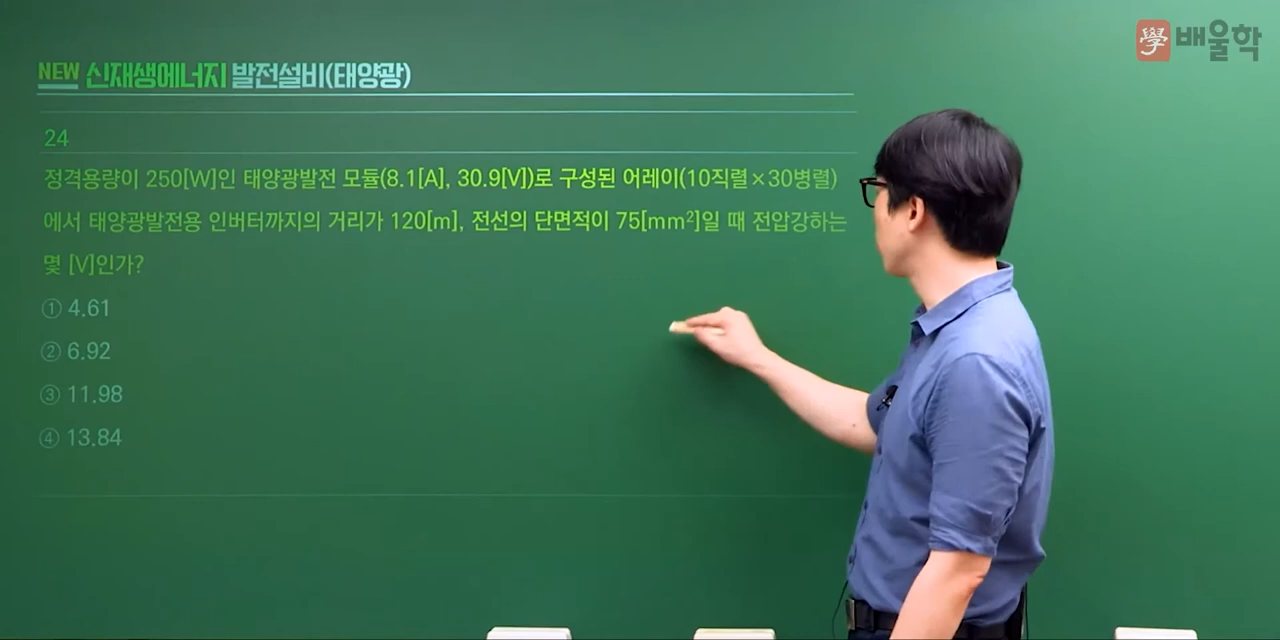 學 배울학
NEW 신재생에너지 발전설비(태양광)
24
정격용량이 250[W]인 태양광발전 모듈(8.1[A], 30.9[V])로 구성된 어레이(10직렬×30병렬)
에서 태양광발전용 인버터까지의 거리가 120[m], 전선의 단면적이 75[mm²]일 때 전압강하는
몇 [V]인가?
① 4.61
② 6.92
③ 11.98
④ 13.84